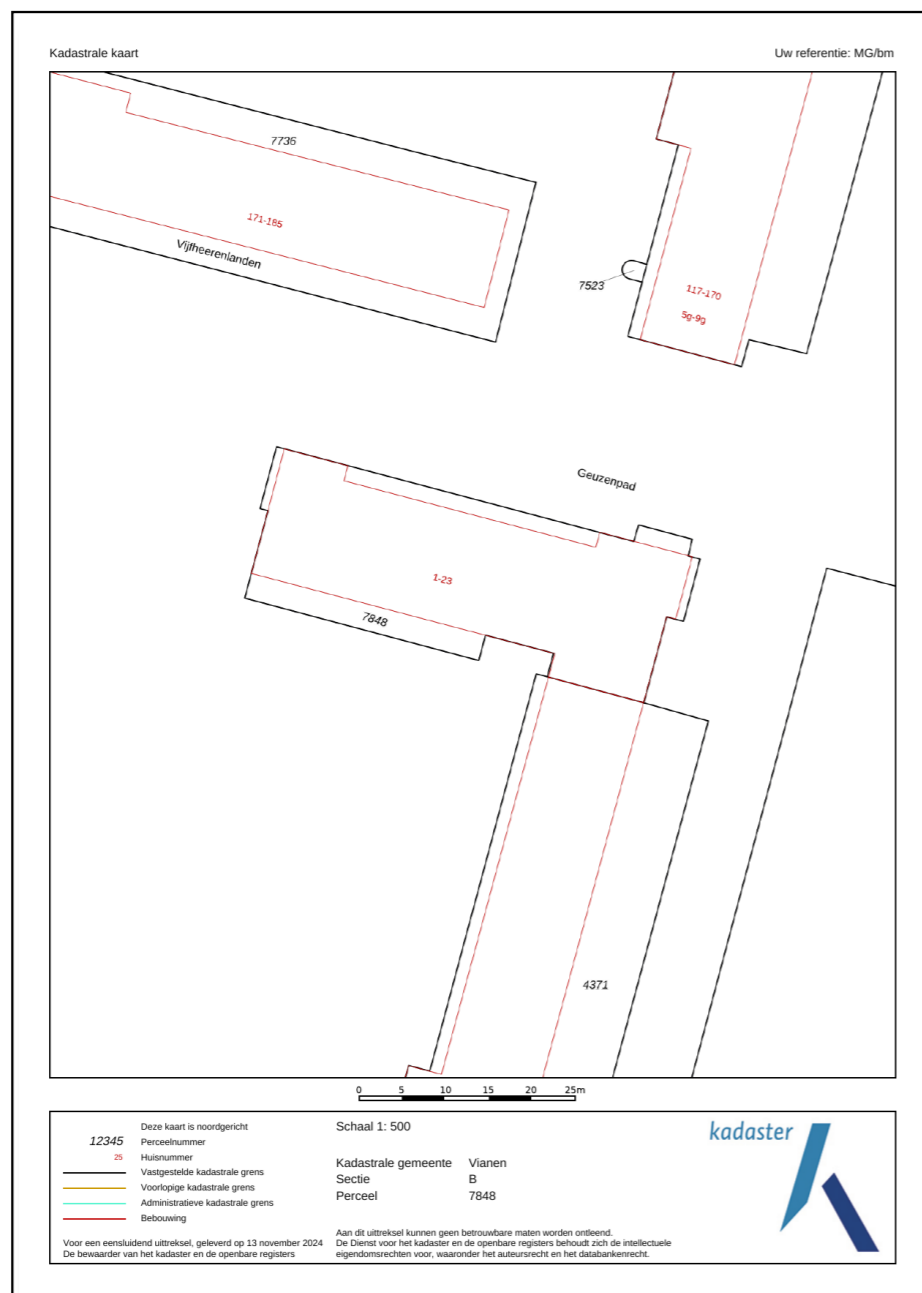 Kadastrale kaart
Uw referentie: MG/bm
7736
171-185
Vijfheerenlanden
7523
117-170
5g-9g
Geuzenpad
1-23
7848
4371
0 5 10 15 20 25m
Deze kaart is noordgericht
12345 Perceelnummer
25 Huisnummer
Vastgestelde kadastrale grens
Voorlopige kadastrale grens
Administratieve kadastrale grens
Bebouwing
Voor een eensluidend uittreksel, geleverd op 13 november 2024
De bewaarder van het kadaster en de openbare registers
Schaal 1: 500
Kadastrale gemeente Vianen
Sectie B
Perceel 7848
Aan dit uittreksel kunnen geen betrouwbare maten worden ontleend.
De Dienst voor het kadaster en de openbare registers behoudt zich de intellectuele
eigendomsrechten voor, waaronder het auteursrecht en het databankenrecht.
kadaster